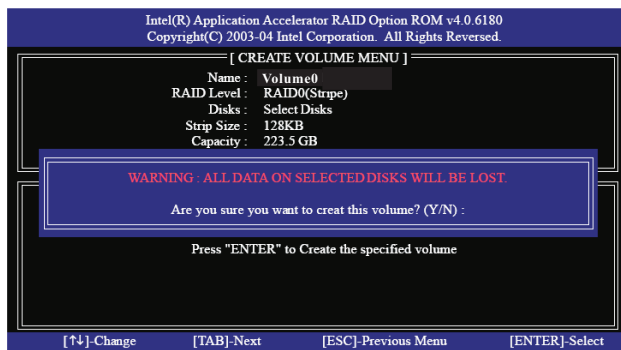 Intel(R) Application Accelerator RAID Option ROM v4.0.6180
Copyright(C) 2003-04 Intel Corporation. All Rights Reversed.
[ CREATE VOLUME MENU ]
Name : Volume0
RAID Level : RAID0(Stripe)
Disks : Select Disks
Strip Size : 128KB
Capacity : 223.5 GB
WARNING : ALL DATA ON SELECTED DISKS WILL BE LOST.
Are you sure you want to creat this volume? (Y/N) :
Press "ENTER" to Create the specified volume
[↑↓]-Change [TAB]-Next [ESC]-Previous Menu [ENTER]-Select